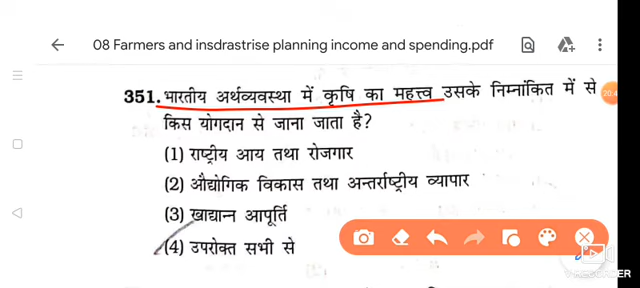 08 Farmers and insdrastrise planning income and spending.pdf
351. भारतीय अर्थव्यवस्था में कृषि का महत्त्व उसके निम्नांकित में से
किस योगदान से जाना जाता है?
(1) राष्ट्रीय आय तथा रोजगार
(2) औद्योगिक विकास तथा अन्तर्राष्ट्रीय व्यापार
(3) खाद्यान्न आपूर्ति
(4) उपरोक्त सभी से